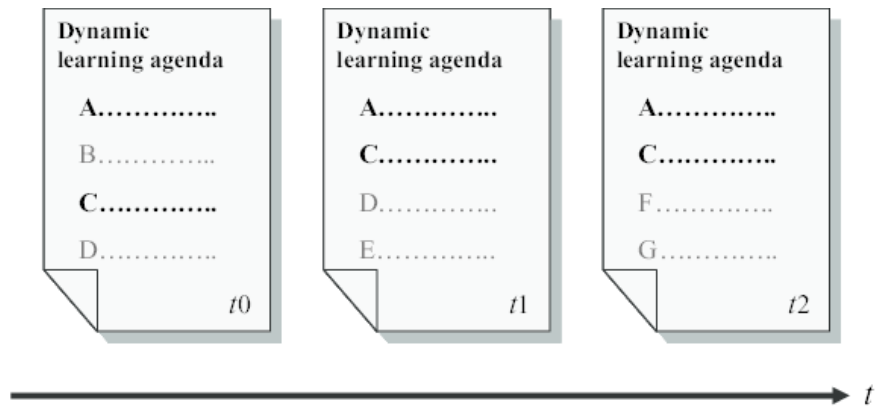 Dynamic
learning agenda
A…………..
B…………..
C…………..
D…………..
t0
Dynamic
learning agenda
A…………..
C…………..
D…………..
E…………..
t1
Dynamic
learning agenda
A…………..
C…………..
F…………..
G…………..
t2
t